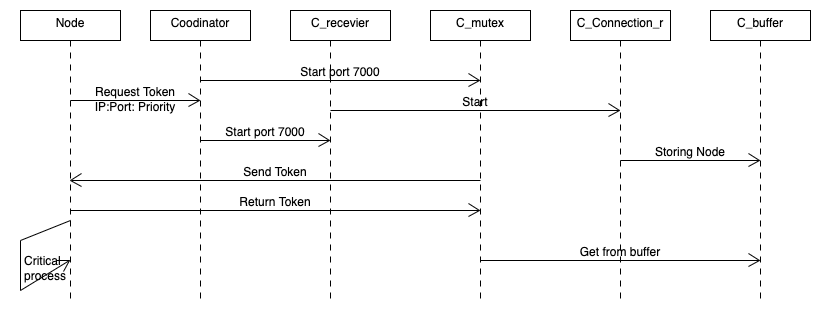 Node
Coodinator
C_recevier
C_mutex
C_Connection_r
C_buffer
Start port 7000
Request Token
IP:Port: Priority
Start
Start port 7000
Storing Node
Send Token
Return Token
Get from buffer
Critical
process